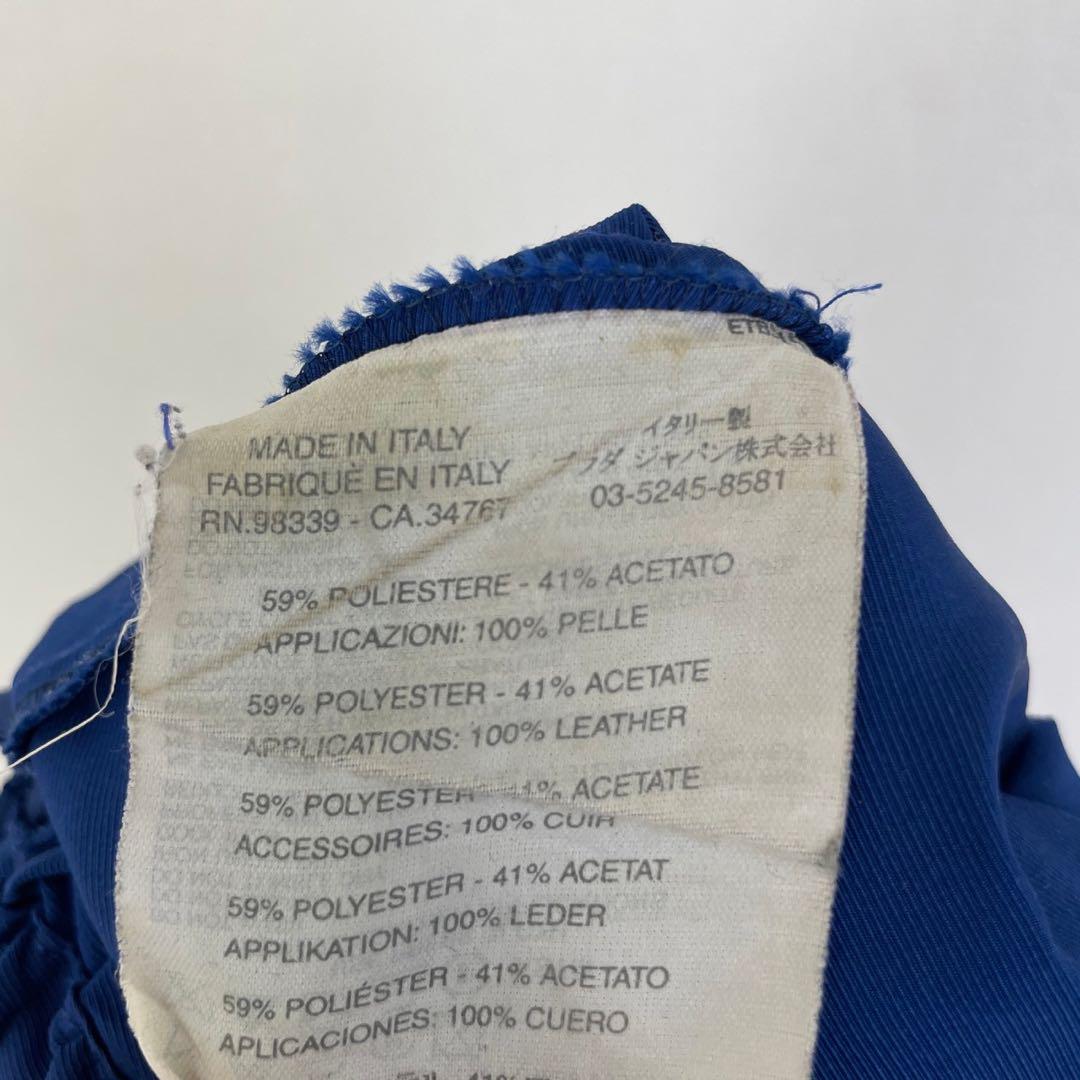 MADE IN ITALY
FABRIQUÈ EN ITALY
RN.98339 - CA.34767
イタリー製
プラダ ジャパン株式会社
03-5245-8581
59% POLIESTERE - 41% ACETATO
APPLICAZIONI: 100% PELLE
59% POLYESTER - 41% ACETATE
APPLICATIONS: 100% LEATHER
59% POLYESTER - 41% ACETATE
ACCESSOIRES: 100% CUIR
59% POLYESTER - 41% ACETAT
APPLIKATION: 100% LEDER
59% POLIÉSTER - 41% ACETATO
APLICACIONES: 100% CUERO
41%